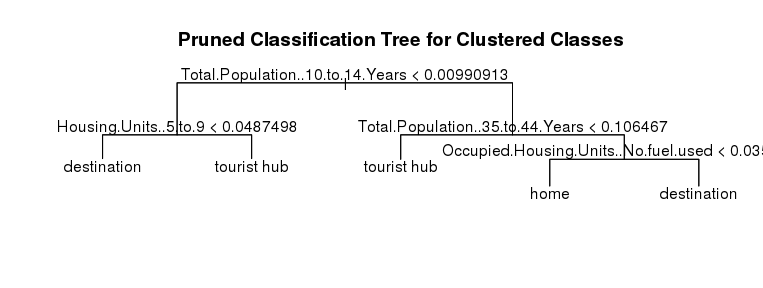 Pruned Classification Tree for Clustered Classes
Total.Population..10.to.14.Years < 0.00990913
Housing.Units..5.to.9 < 0.0487498
Total.Population..35.to.44.Years < 0.106467
destination
tourist hub
tourist hub
Occupied.Housing.Units..No.fuel.used < 0.035
home
destination